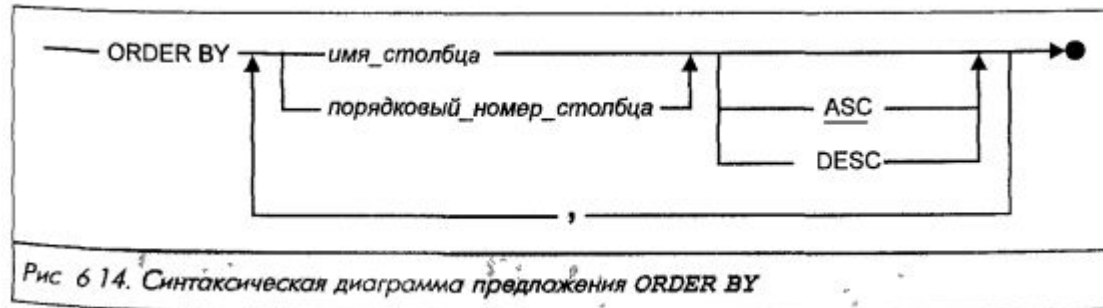 ORDER BY имя_столбца
порядковый_номер_столбца ASC
DESC
,
Рис 6 14. Синтаксическая диаграмма предложения ORDER BY